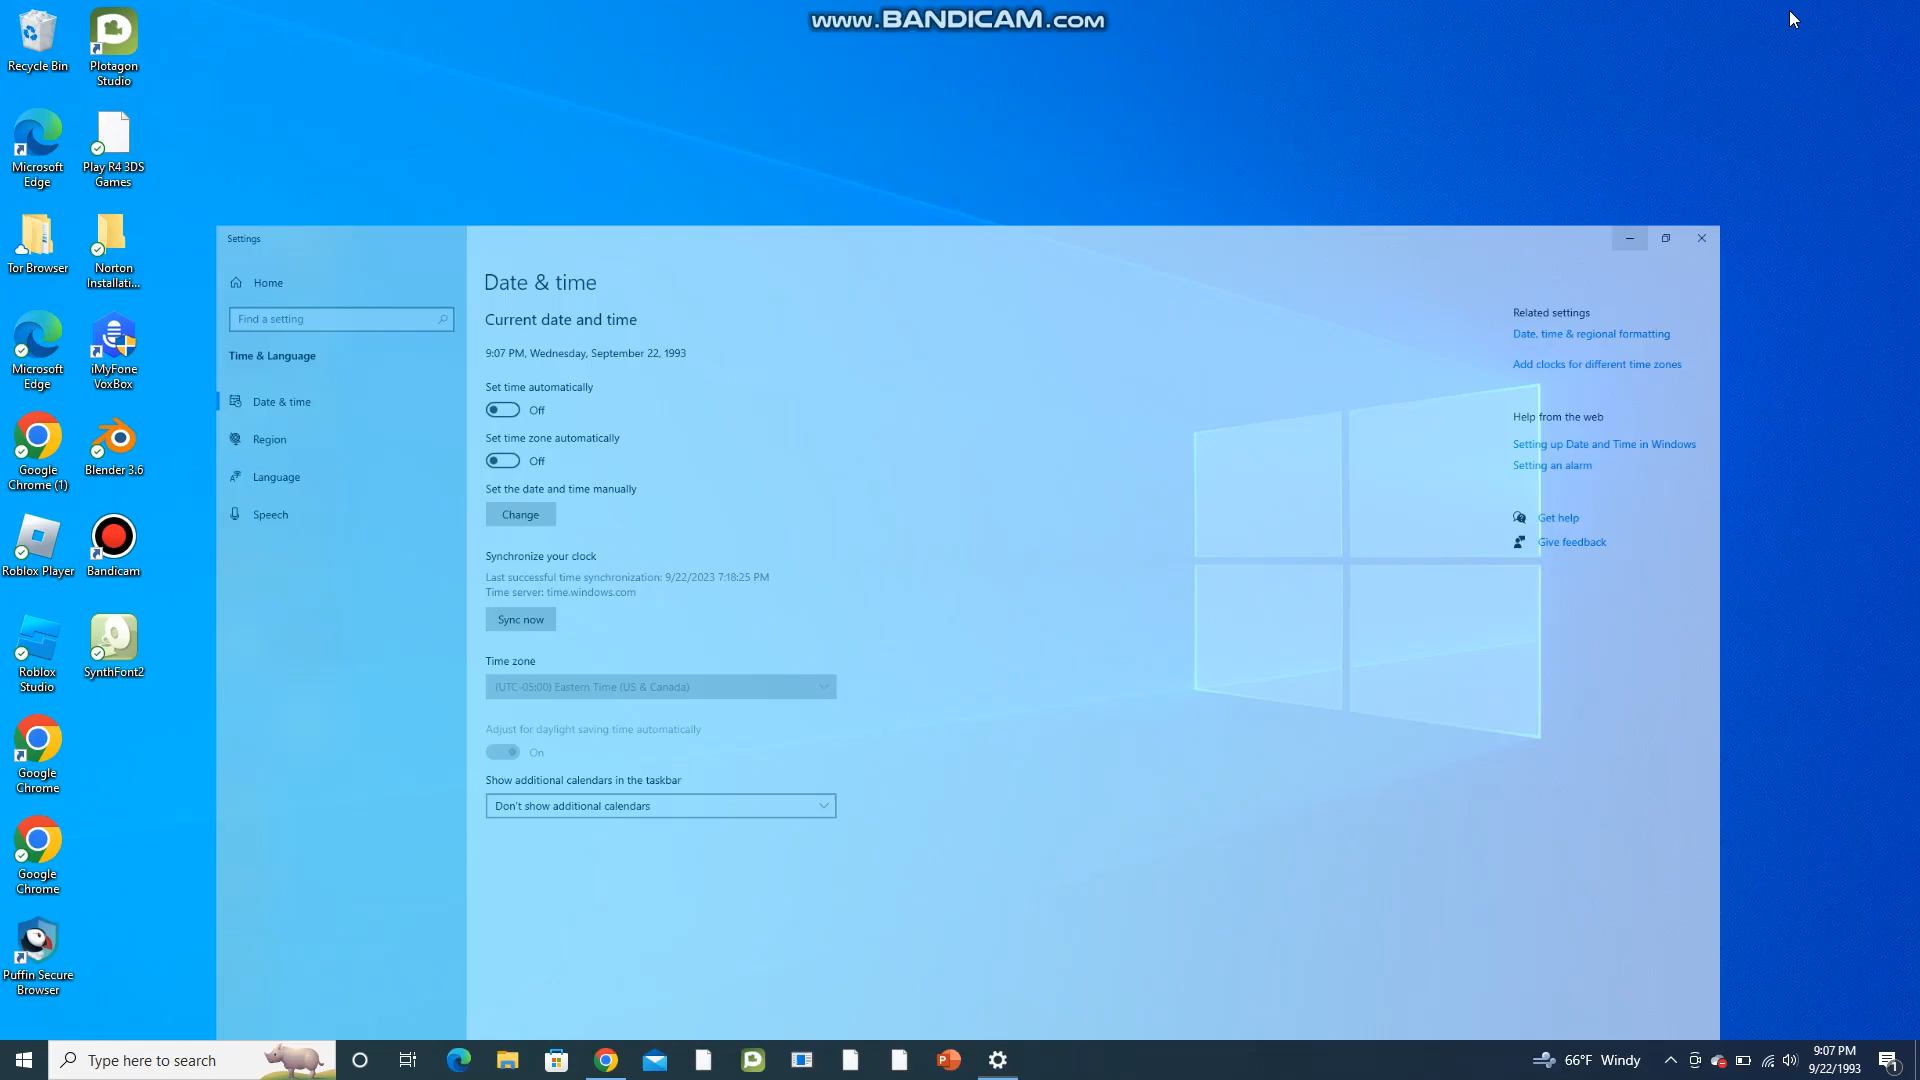 www.BANDICAM.com
Recycle Bin
Plotagon
Studio
Microsoft
Edge
Play R4 3DS
Games
Tor Browser
Norton
Installati...
Microsoft
Edge
iMyFone
VoxBox
Google
Chrome (1)
Blender 3.6
Roblox Player
Bandicam
Roblox
Studio
SynthFont2
Google
Chrome
Google
Chrome
Puffin Secure
Browser
Settings
Home
Find a setting
Time & Language
Date & time
Region
Language
Speech
Date & time
Current date and time
9:07 PM, Wednesday, September 22, 1993
Set time automatically
Off
Set time zone automatically
Off
Set the date and time manually
Change
Synchronize your clock
Last successful time synchronization: 9/22/2023 7:18:25 PM
Time server: time.windows.com
Sync now
Time zone
(UTC-05:00) Eastern Time (US & Canada)
Adjust for daylight saving time automatically
On
Show additional calendars in the taskbar
Don't show additional calendars
Related settings
Date, time & regional formatting
Add clocks for different time zones
Help from the web
Setting up Date and Time in Windows
Setting an alarm
Get help
Give feedback
Type here to search
66°F Windy
9:07 PM
9/22/1993
1